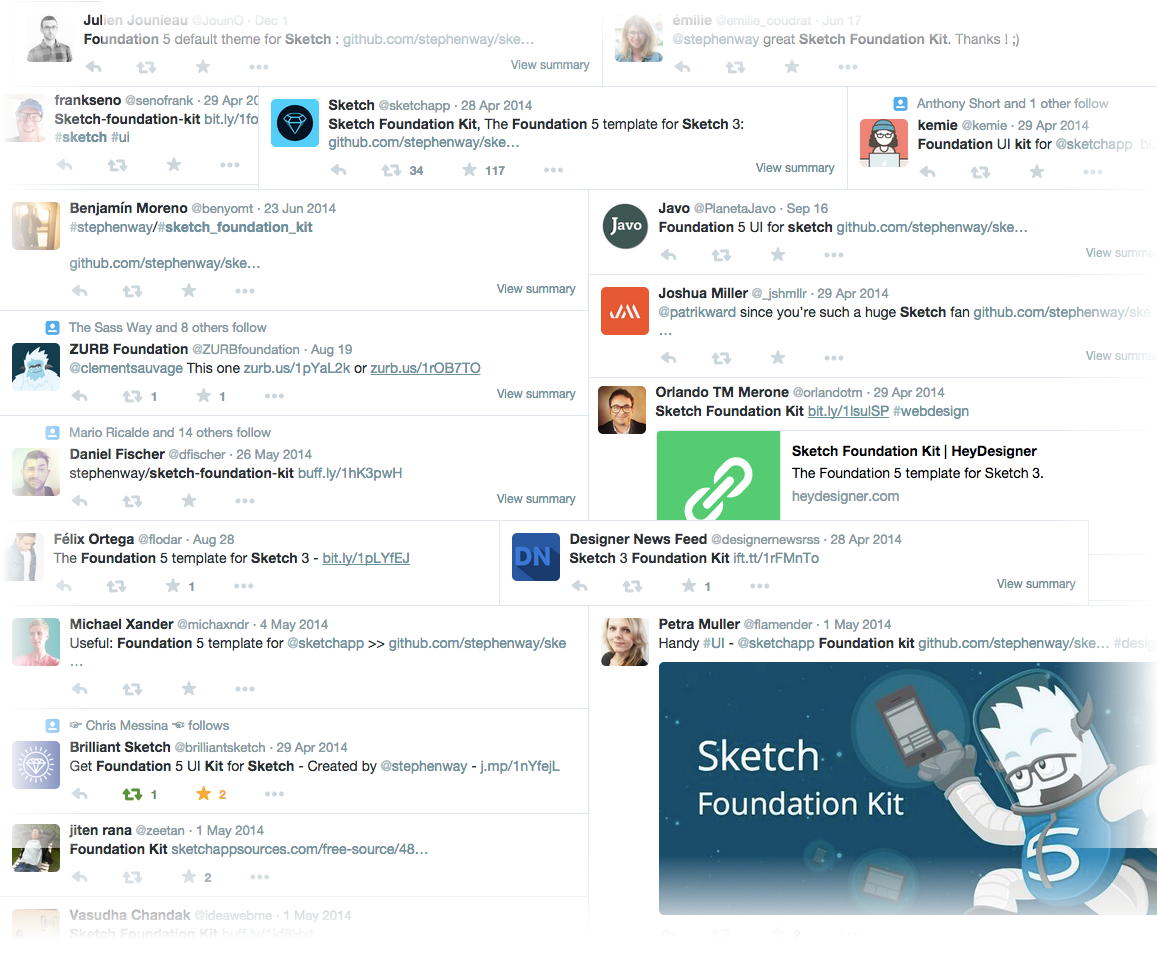 Julien Jounieau @JouinO · Dec 1
Foundation 5 default theme for Sketch : github.com/stephenway/ske…
View summary
émilie @emilie_coudrat · Jun 17
@stephenway great Sketch Foundation Kit. Thanks ! ;)
frankseno @senofrank · 29 Apr 20
Sketch-foundation-kit bit.ly/1fo
#sketch #ui
Sketch @sketchapp · 28 Apr 2014
Sketch Foundation Kit, The Foundation 5 template for Sketch 3:
github.com/stephenway/ske…
34 117
View summary
Anthony Short and 1 other follow
kemie @kemie · 29 Apr 2014
Foundation UI kit for @sketchapp
Benjamín Moreno @benyomt · 23 Jun 2014
#stephenway/#sketch_foundation_kit
github.com/stephenway/ske…
View summary
Javo
Javo @PlanetaJavo · Sep 16
Foundation 5 UI for sketch github.com/stephenway/ske…
View summa
The Sass Way and 8 others follow
ZURB Foundation @ZURBfoundation · Aug 19
@clementsauvage This one zurb.us/1pYaL2k or zurb.us/1rOB7TO
1 1
View summary
Joshua Miller @_jshmllr · 29 Apr 2014
@patrikward since you're such a huge Sketch fan github.com/stephenway/ske
…
View summa
Mario Ricalde and 14 others follow
Daniel Fischer @dfischer · 26 May 2014
stephenway/sketch-foundation-kit buff.ly/1hK3pwH
View summary
Orlando TM Merone @orlandotm · 29 Apr 2014
Sketch Foundation Kit bit.ly/1lsulSP #webdesign
Sketch Foundation Kit | HeyDesigner
The Foundation 5 template for Sketch 3.
heydesigner.com
Félix Ortega @flodar · Aug 28
The Foundation 5 template for Sketch 3 - bit.ly/1pLYfEJ
1
DN
Designer News Feed @designernewsrss · 28 Apr 2014
Sketch 3 Foundation Kit ift.tt/1rFMnTo
1
View summary
Michael Xander @michaxndr · 4 May 2014
Useful: Foundation 5 template for @sketchapp >> github.com/stephenway/ske
…
Chris Messina follows
Brilliant Sketch @brilliantsketch · 29 Apr 2014
Get Foundation 5 UI Kit for Sketch - Created by @stephenway - j.mp/1nYfejL
1 2
jiten rana @zeetan · 1 May 2014
Foundation Kit sketchappsources.com/free-source/48…
2
Vasudha Chandak @ideawebme · 1 May 2014
Sketch Foundation Kit
Petra Muller @flamender · 1 May 2014
Handy #UI - @sketchapp Foundation kit github.com/stephenway/ske… #desig
Sketch
Foundation Kit
5
2